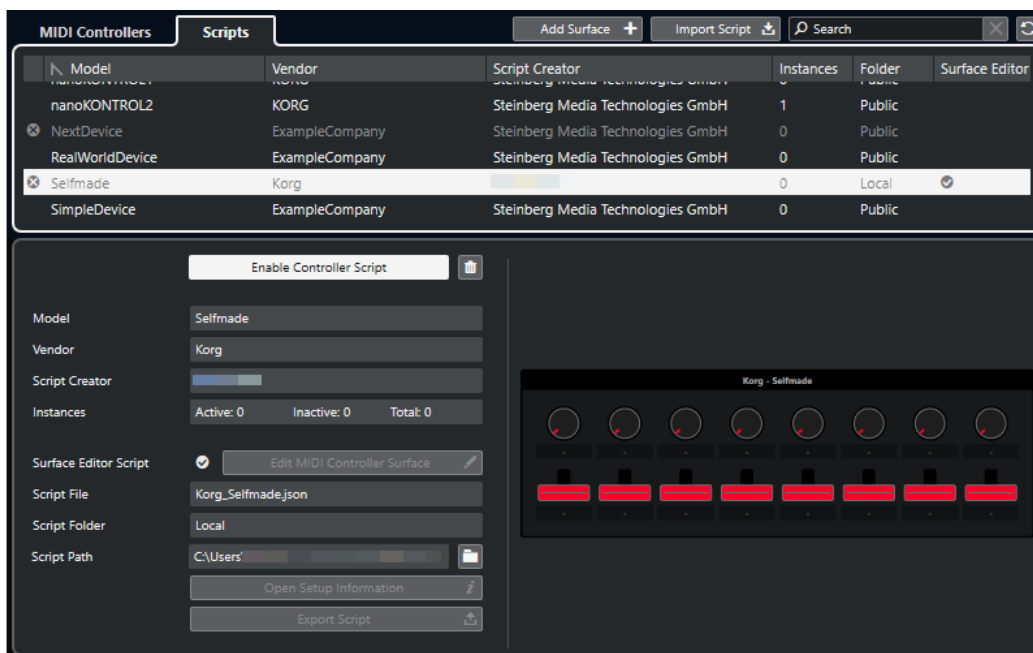 MIDI Controllers Scripts Add Surface Import Script Search
Model Vendor Script Creator Instances Folder Surface Editor
nanoKONTROL2 KORG Steinberg Media Technologies GmbH 1 Public
NextDevice ExampleCompany Steinberg Media Technologies GmbH 0 Public
RealWorldDevice ExampleCompany Steinberg Media Technologies GmbH 0 Public
Selfmade Korg 0 Local
SimpleDevice ExampleCompany Steinberg Media Technologies GmbH 0 Public
Enable Controller Script
Model Selfmade
Vendor Korg
Script Creator
Instances Active: 0 Inactive: 0 Total: 0
Surface Editor Script Edit MIDI Controller Surface
Script File Korg_Selfmade.json
Script Folder Local
Script Path C:\Users
Open Setup Information
Export Script
Korg - Selfmade